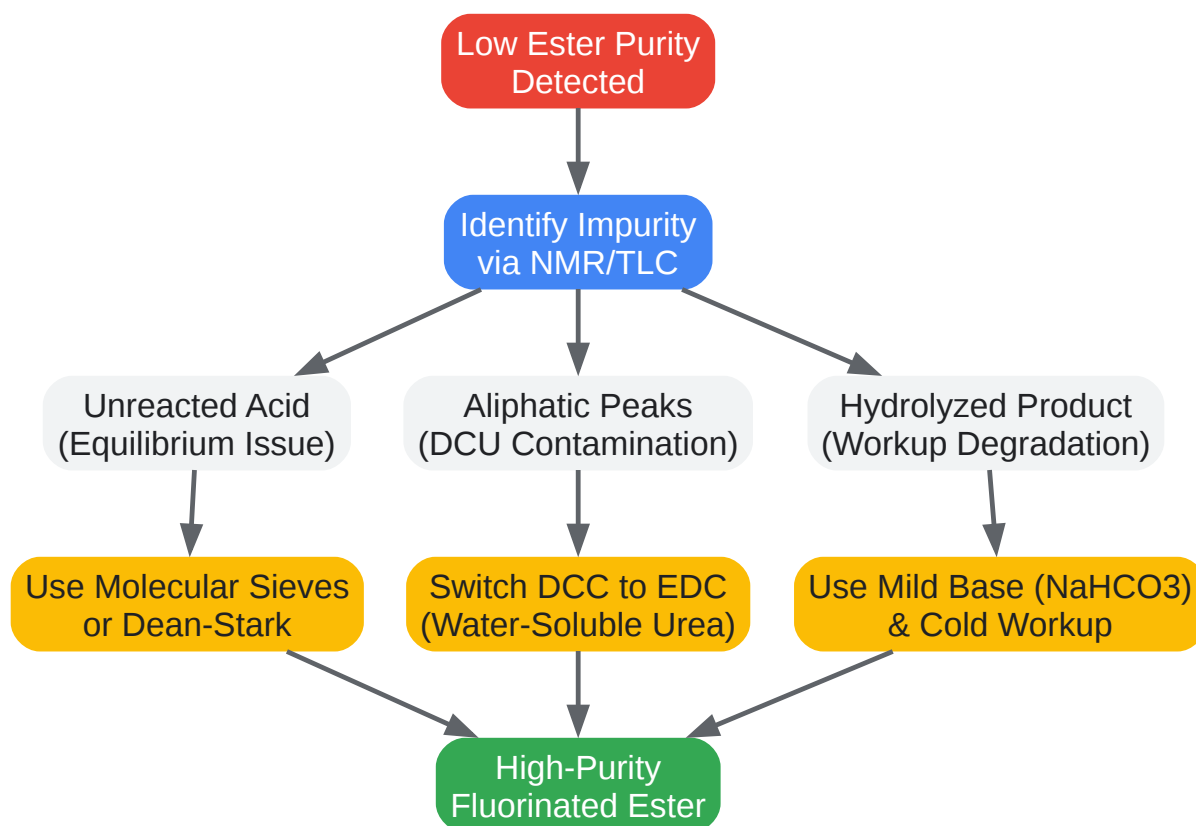 Low Ester Purity
Detected
Identify Impurity
via NMR/TLC
Unreacted Acid
(Equilibrium Issue)
Aliphatic Peaks
(DCU Contamination)
Hydrolyzed Product
(Workup Degradation)
Use Molecular Sieves
or Dean-Stark
Switch DCC to EDC
(Water-Soluble Urea)
Use Mild Base (NaHCO3)
& Cold Workup
High-Purity
Fluorinated Ester